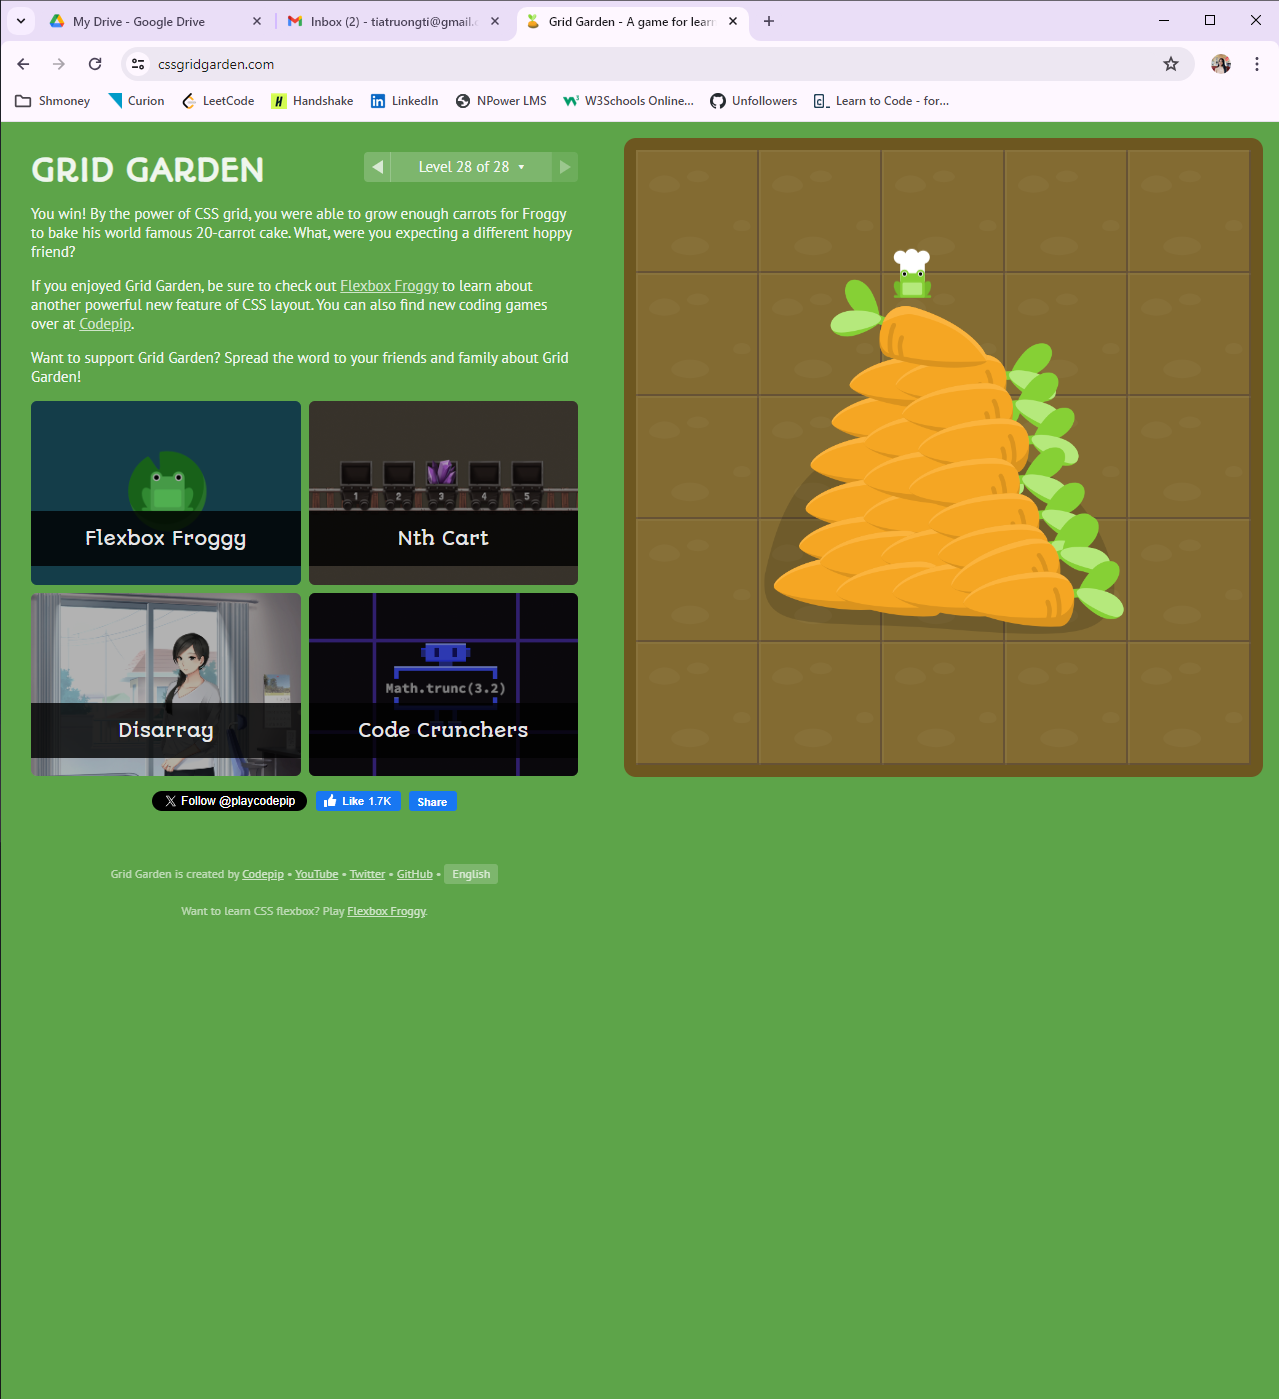 My Drive - Google Drive
Inbox (2) - tiatruongti@gmail.c
Grid Garden - A game for learn
cssgridgarden.com
Shmoney
Curion
LeetCode
Handshake
LinkedIn
NPower LMS
W3Schools Online...
Unfollowers
Learn to Code - for...
GRID GARDEN
Level 28 of 28
You win! By the power of CSS grid, you were able to grow enough carrots for Froggy
to bake his world famous 20-carrot cake. What, were you expecting a different hoppy
friend?
If you enjoyed Grid Garden, be sure to check out Flexbox Froggy to learn about
another powerful new feature of CSS layout. You can also find new coding games
over at Codepip.
Want to support Grid Garden? Spread the word to your friends and family about Grid
Garden!
Flexbox Froggy
1 2 3 4 5
Nth Cart
Disarray
Math.trunc(3.2)
Code Crunchers
Follow @playcodepip
Like 1.7K
Share
Grid Garden is created by Codepip • YouTube • Twitter • GitHub • English
Want to learn CSS flexbox? Play Flexbox Froggy.